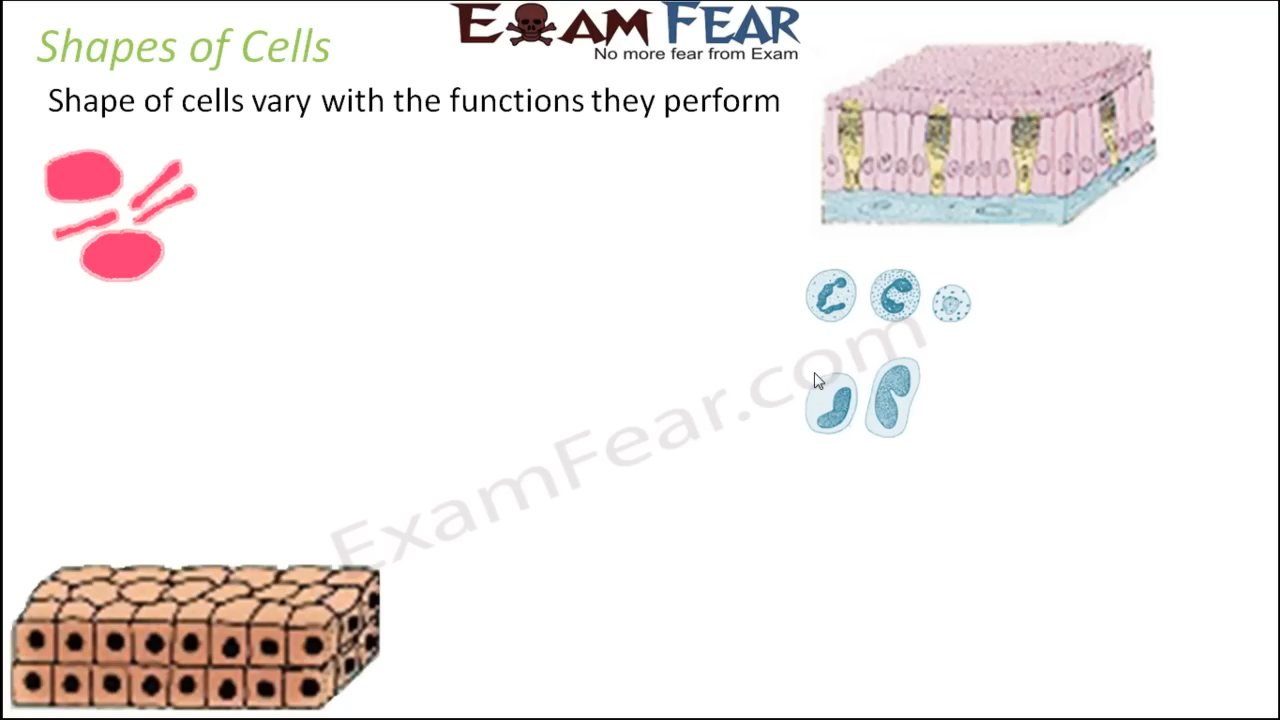 Shapes of Cells
EXAM FEAR
No more fear from Exam
Shape of cells vary with the functions they perform
ExamFear.com